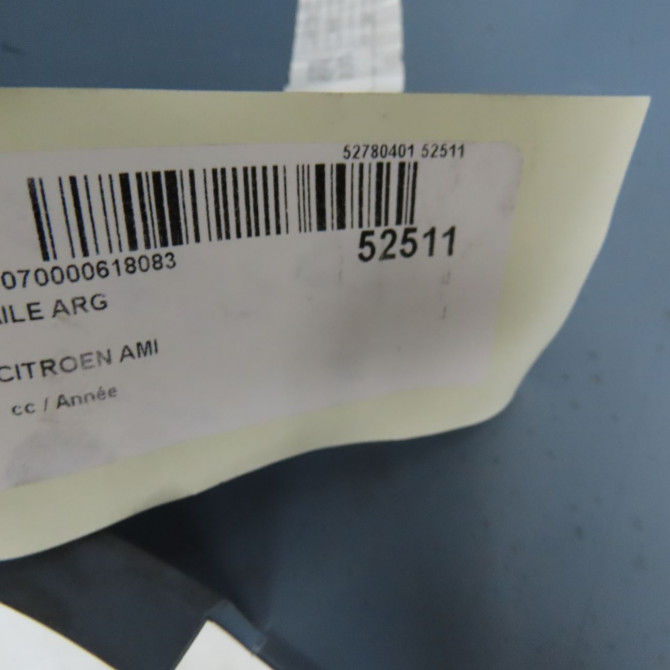 52780401 52511
070000618083
52511
AILE ARG
CITROEN AMI
cc / Année